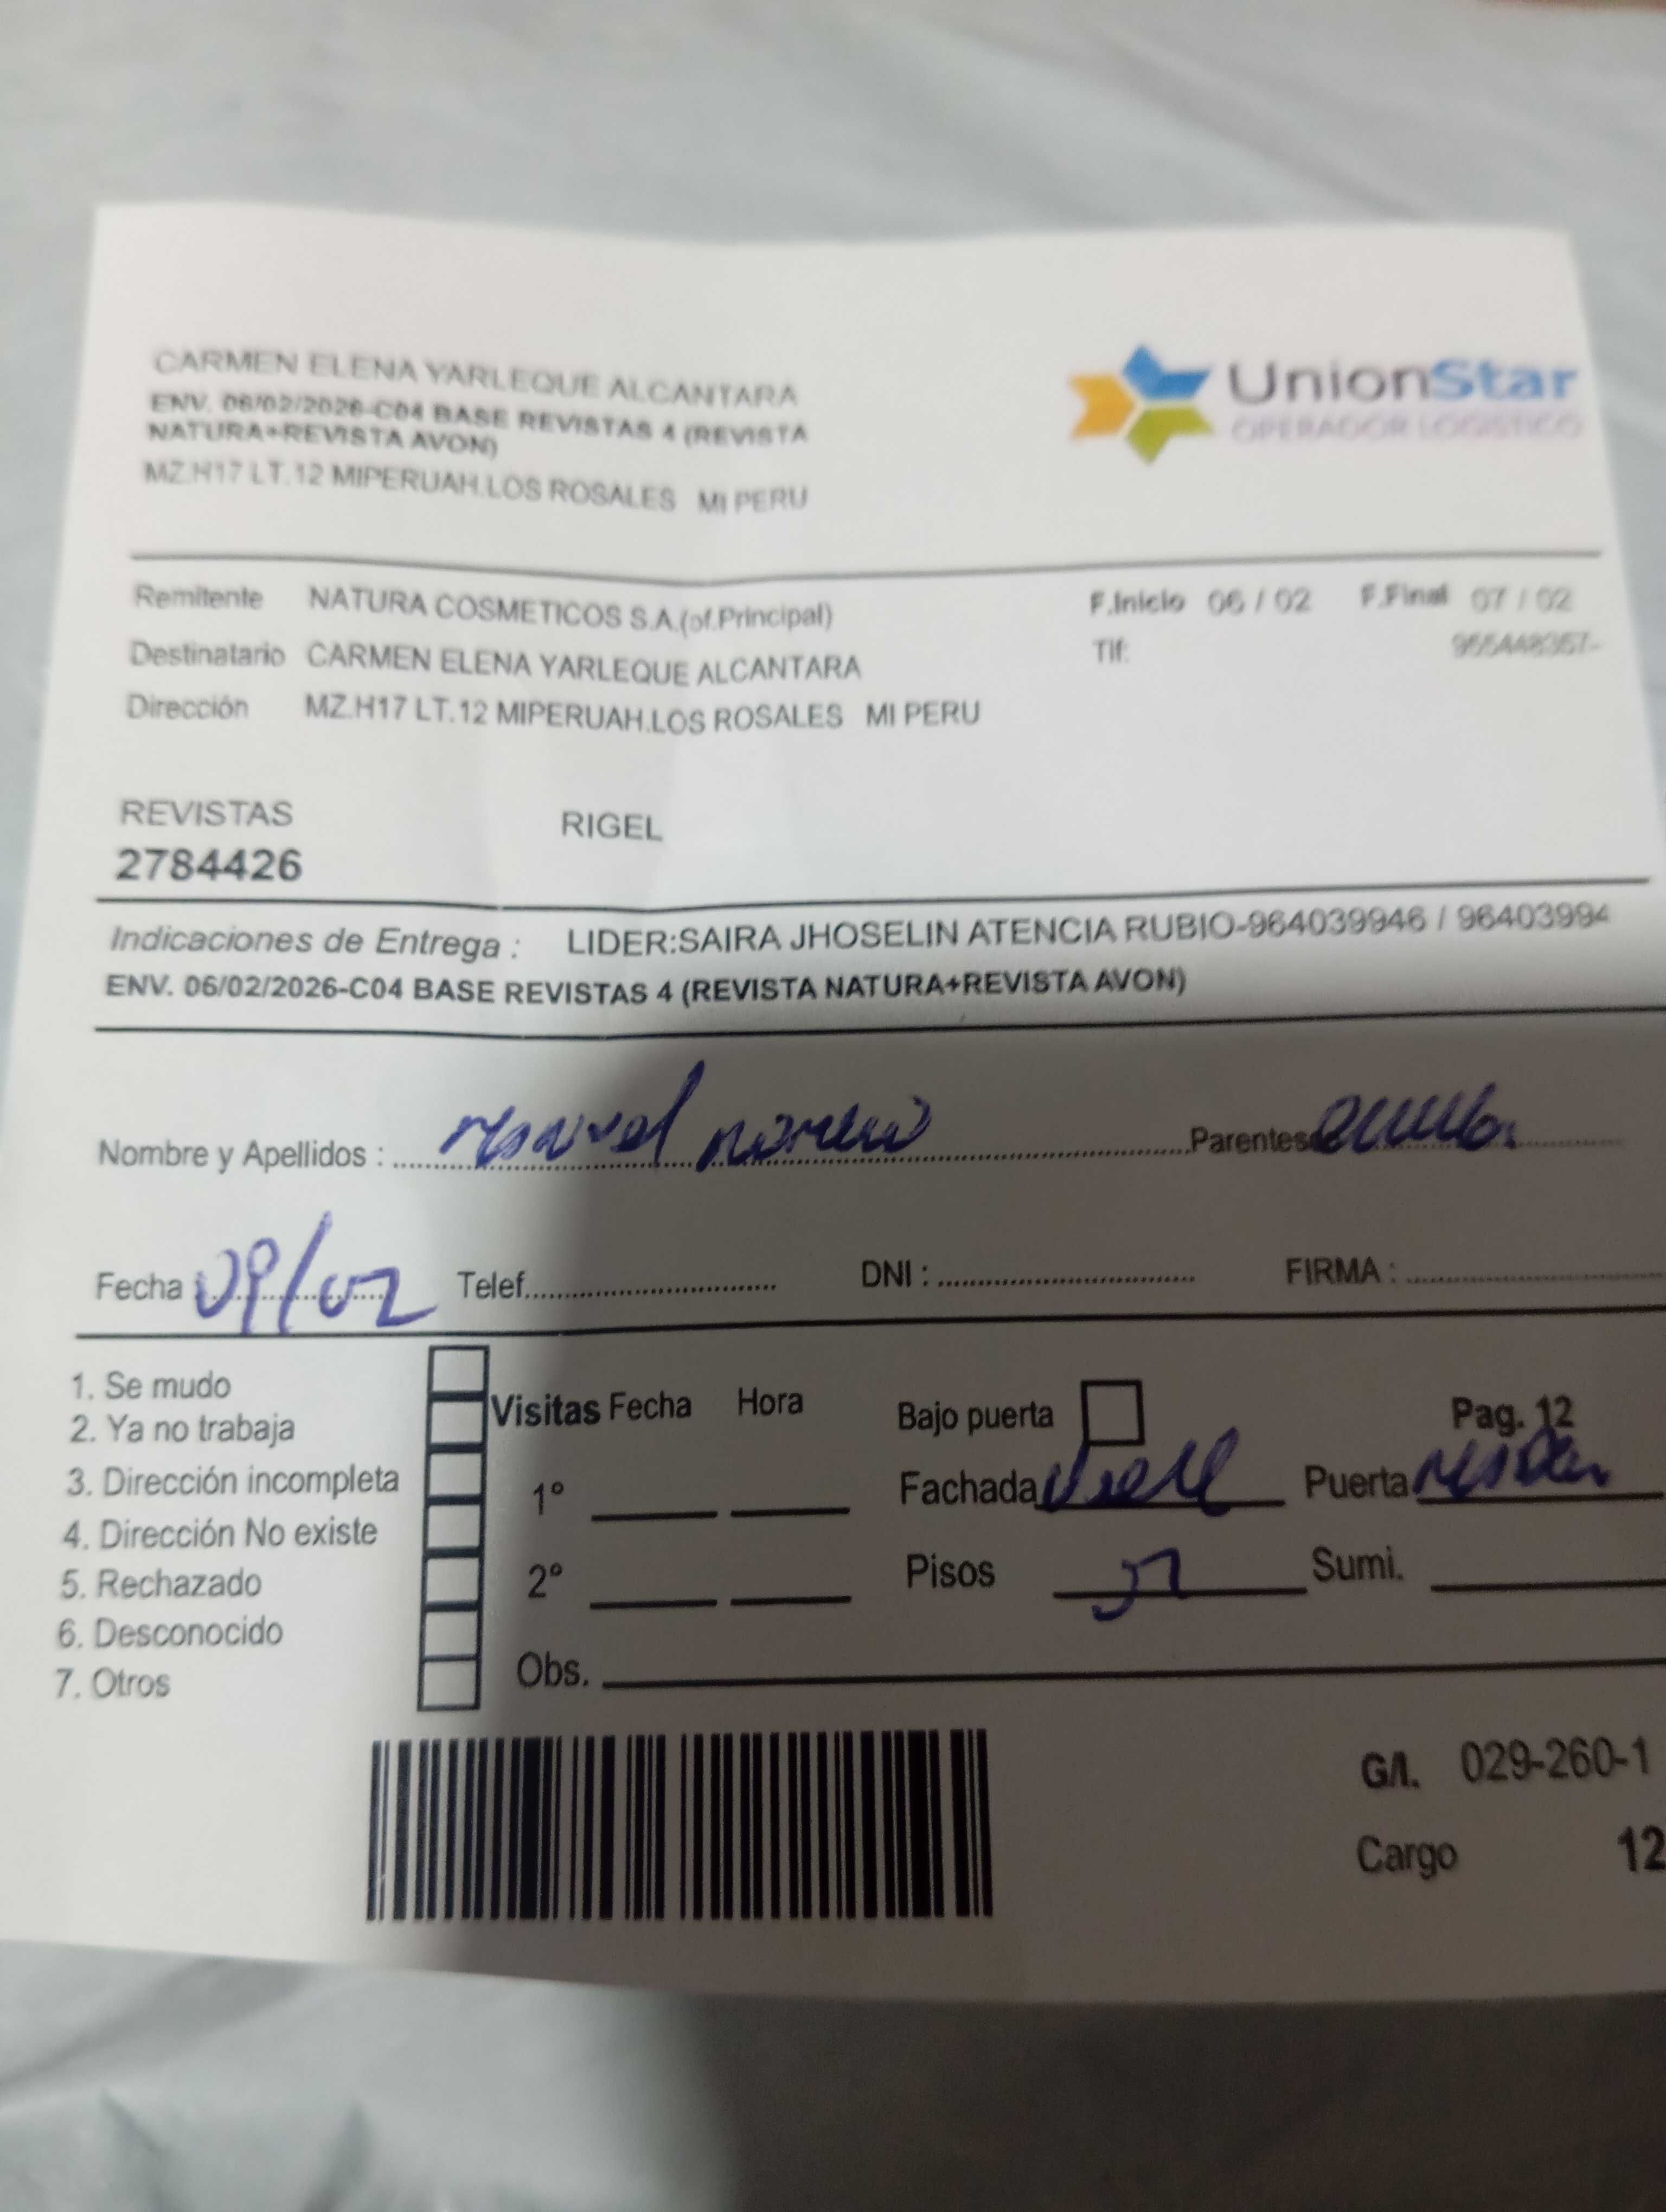 CARMEN ELENA YARLEQUE ALCANTARA
ENV. 06/02/2026-C04 BASE REVISTAS 4 (REVISTA
NATURA+REVISTA AVON)
MZ.H17 LT.12 MIPERUAH.LOS ROSALES MI PERU
UnionStar
OPERADOR LOGISTICO
Remitente NATURA COSMETICOS S.A.(of.Principal) F.Inicio 06 / 02 F.Final 07 / 02
Destinatario CARMEN ELENA YARLEQUE ALCANTARA Tlf:
Dirección MZ.H17 LT.12 MIPERUAH.LOS ROSALES MI PERU
REVISTAS RIGEL
2784426
Indicaciones de Entrega : LIDER:SAIRA JHOSELIN ATENCIA RUBIO-964039946 / 96403994
ENV. 06/02/2026-C04 BASE REVISTAS 4 (REVISTA NATURA+REVISTA AVON)
Nombre y Apellidos : Manuel Parentes
Fecha 09/02 Telef. DNI : FIRMA :
1. Se mudo
2. Ya no trabaja
3. Dirección incompleta
4. Dirección No existe
5. Rechazado
6. Desconocido
7. Otros
Visitas Fecha Hora Bajo puerta Pag. 12
1° Fachada Puerta
2° Pisos Sumi.
Obs.
G/I. 029-260-1
Cargo 12